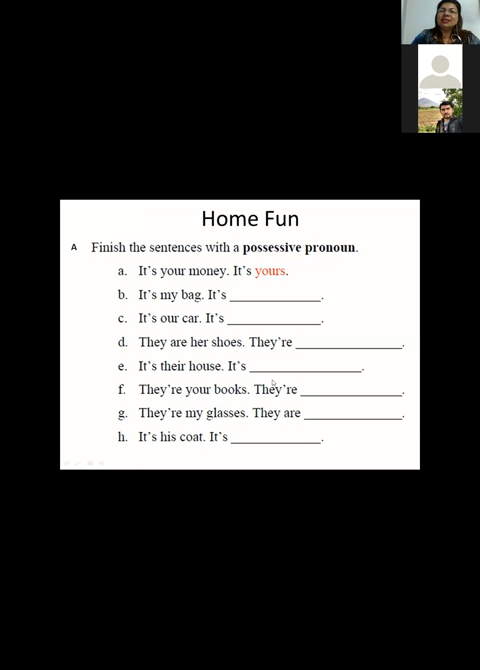 Home Fun
A Finish the sentences with a possessive pronoun.
a. It's your money. It's yours.
b. It's my bag. It's ______________.
c. It's our car. It's ______________.
d. They are her shoes. They're ________________.
e. It's their house. It's _________________.
f. They're your books. They're ________________.
g. They're my glasses. They are _______________.
h. It's his coat. It's ______________.